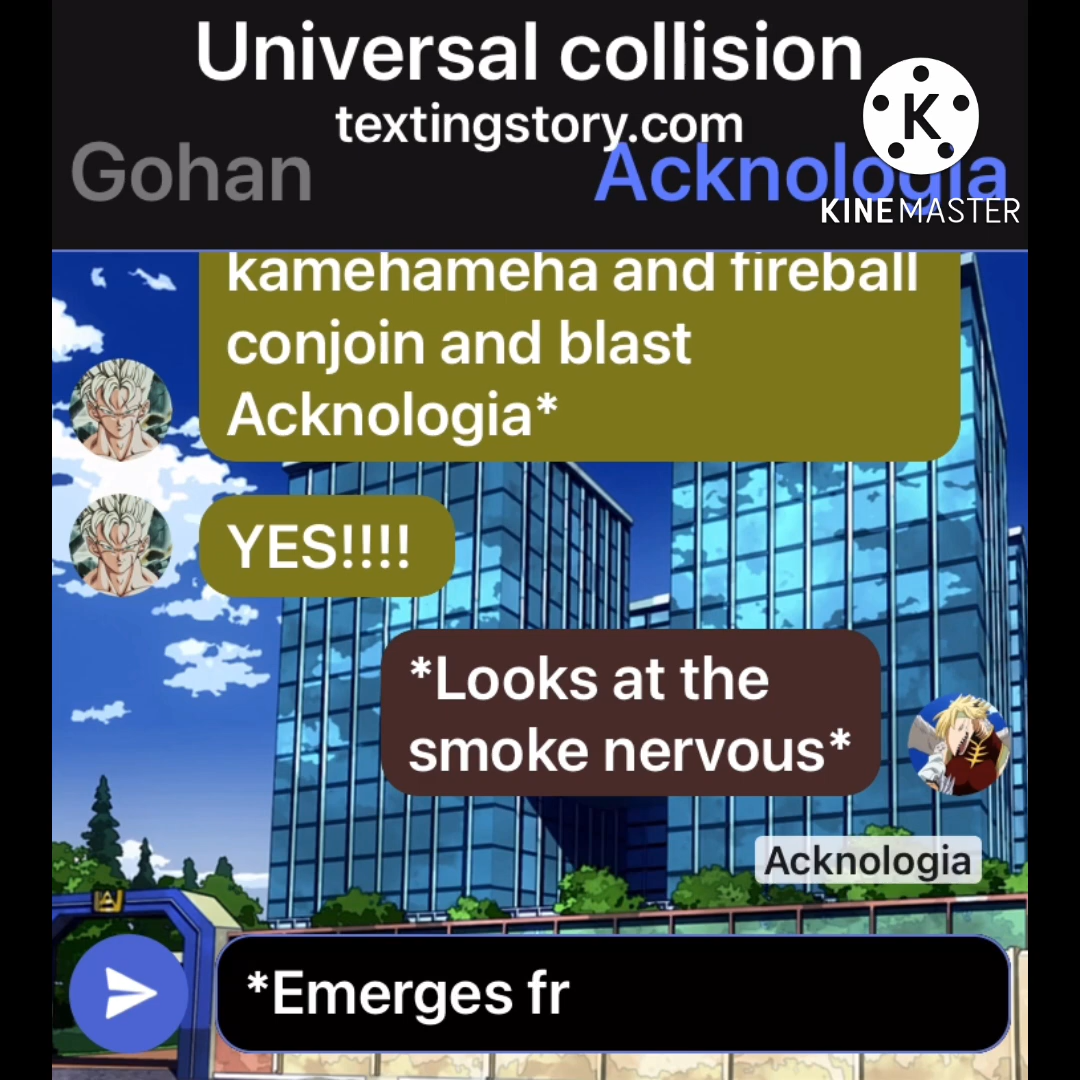 Universal collision
textingstory.com
Gohan
Acknologia
K
KINEMASTER
kamehameha and fireball
conjoin and blast
Acknologia*
YES!!!!
*Looks at the
smoke nervous*
Acknologia
*Emerges fr